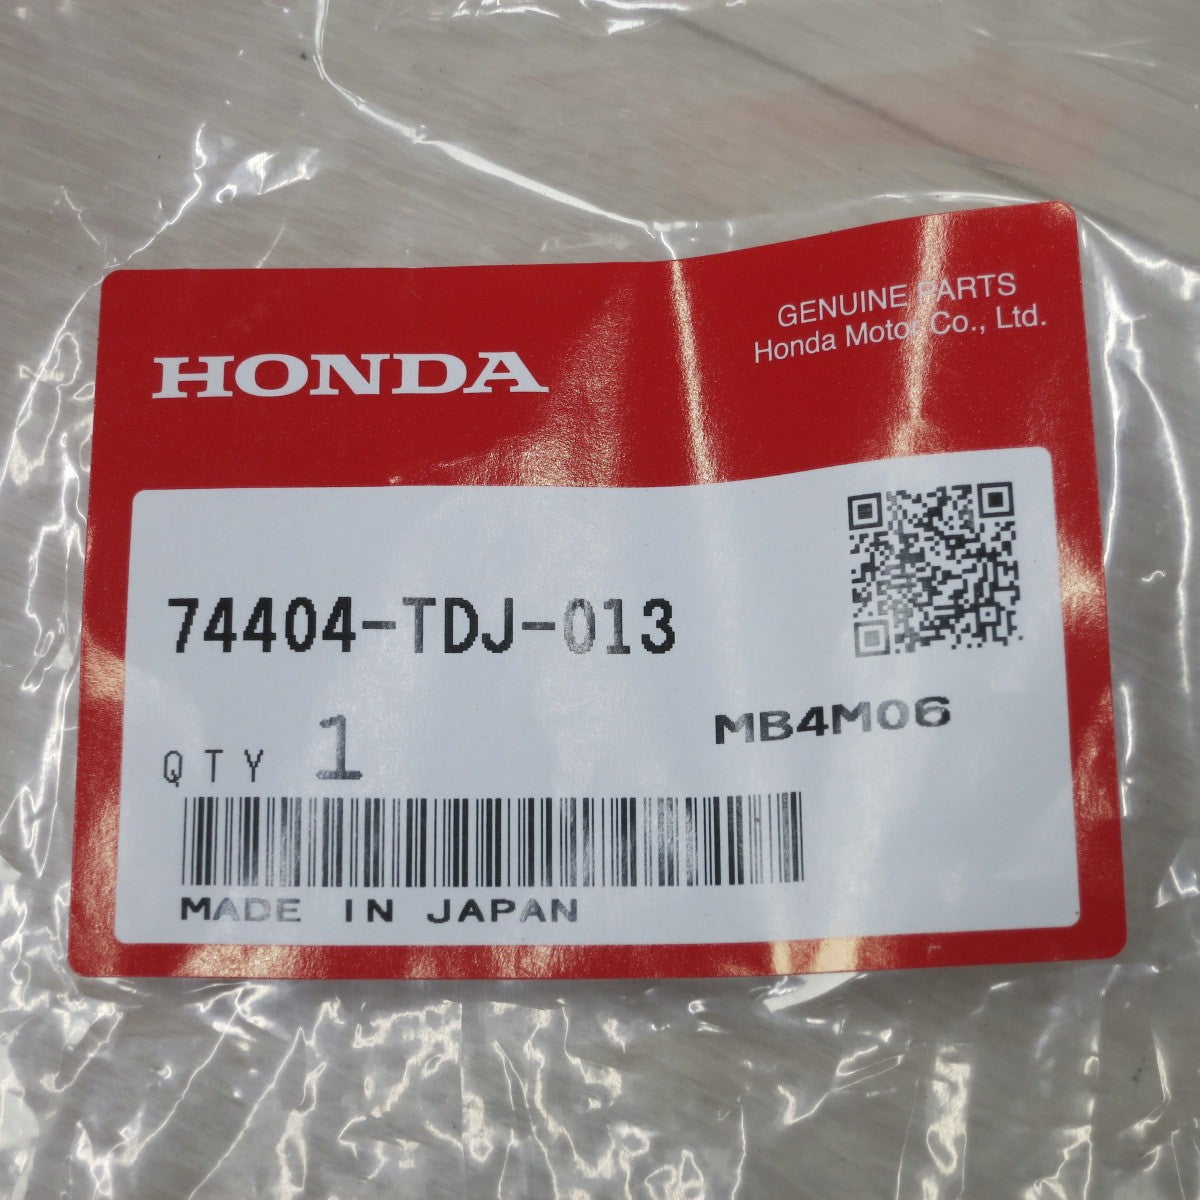 GENUINE PARTS
Honda Motor Co., Ltd.
HONDA
74404-TDJ-013
MB4M06
QTY 1
MADE IN JAPAN